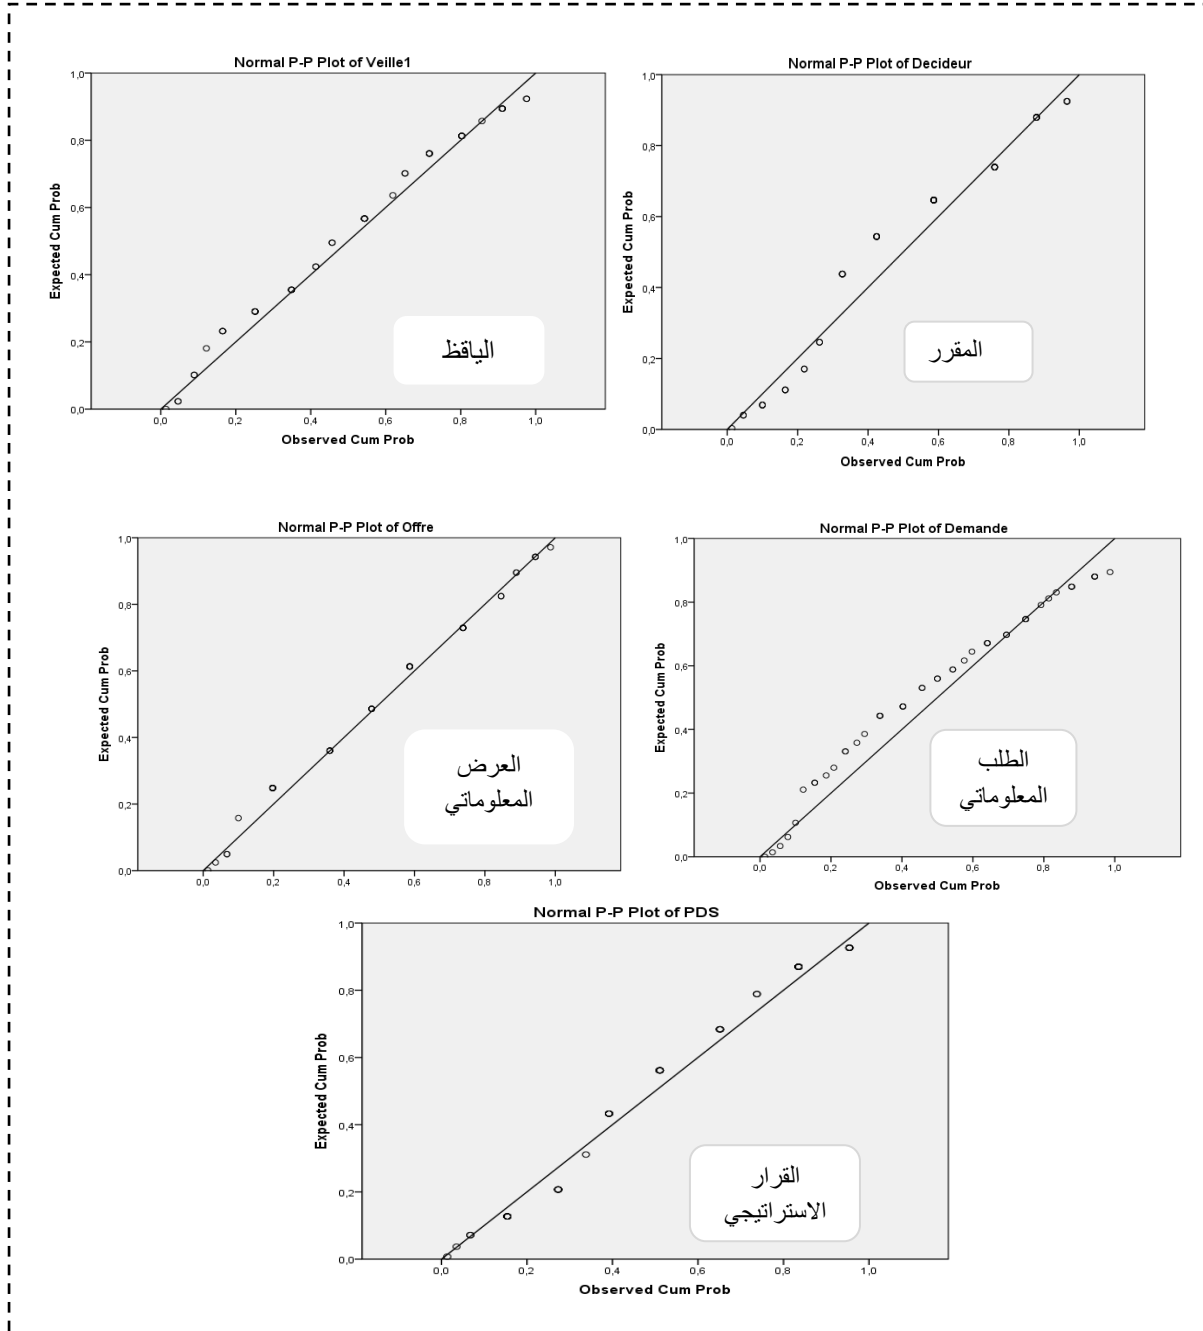 Normal P-P Plot of Veille1
1,0
0,8
0,6
0,4
0,2
0,0
Expected Cum Prob
0,0 0,2 0,4 0,6 0,8 1,0
Observed Cum Prob
الياقظ
Normal P-P Plot of Decideur
1,0
0,8
0,6
0,4
0,2
0,0
Expected Cum Prob
0,0 0,2 0,4 0,6 0,8 1,0
Observed Cum Prob
المقرر
Normal P-P Plot of Offre
1,0
0,8
0,6
0,4
0,2
0,0
Expected Cum Prob
0,0 0,2 0,4 0,6 0,8 1,0
العرض
المعلوماتي
Normal P-P Plot of Demande
1,0
0,8
0,6
0,4
0,2
0,0
Expected Cum Prob
0,0 0,2 0,4 0,6 0,8 1,0
Observed Cum Prob
الطلب
المعلوماتي
Normal P-P Plot of PDS
1,0
0,8
0,6
0,4
0,2
0,0
Expected Cum Prob
0,0 0,2 0,4 0,6 0,8 1,0
Observed Cum Prob
القرار
الاستراتيجي